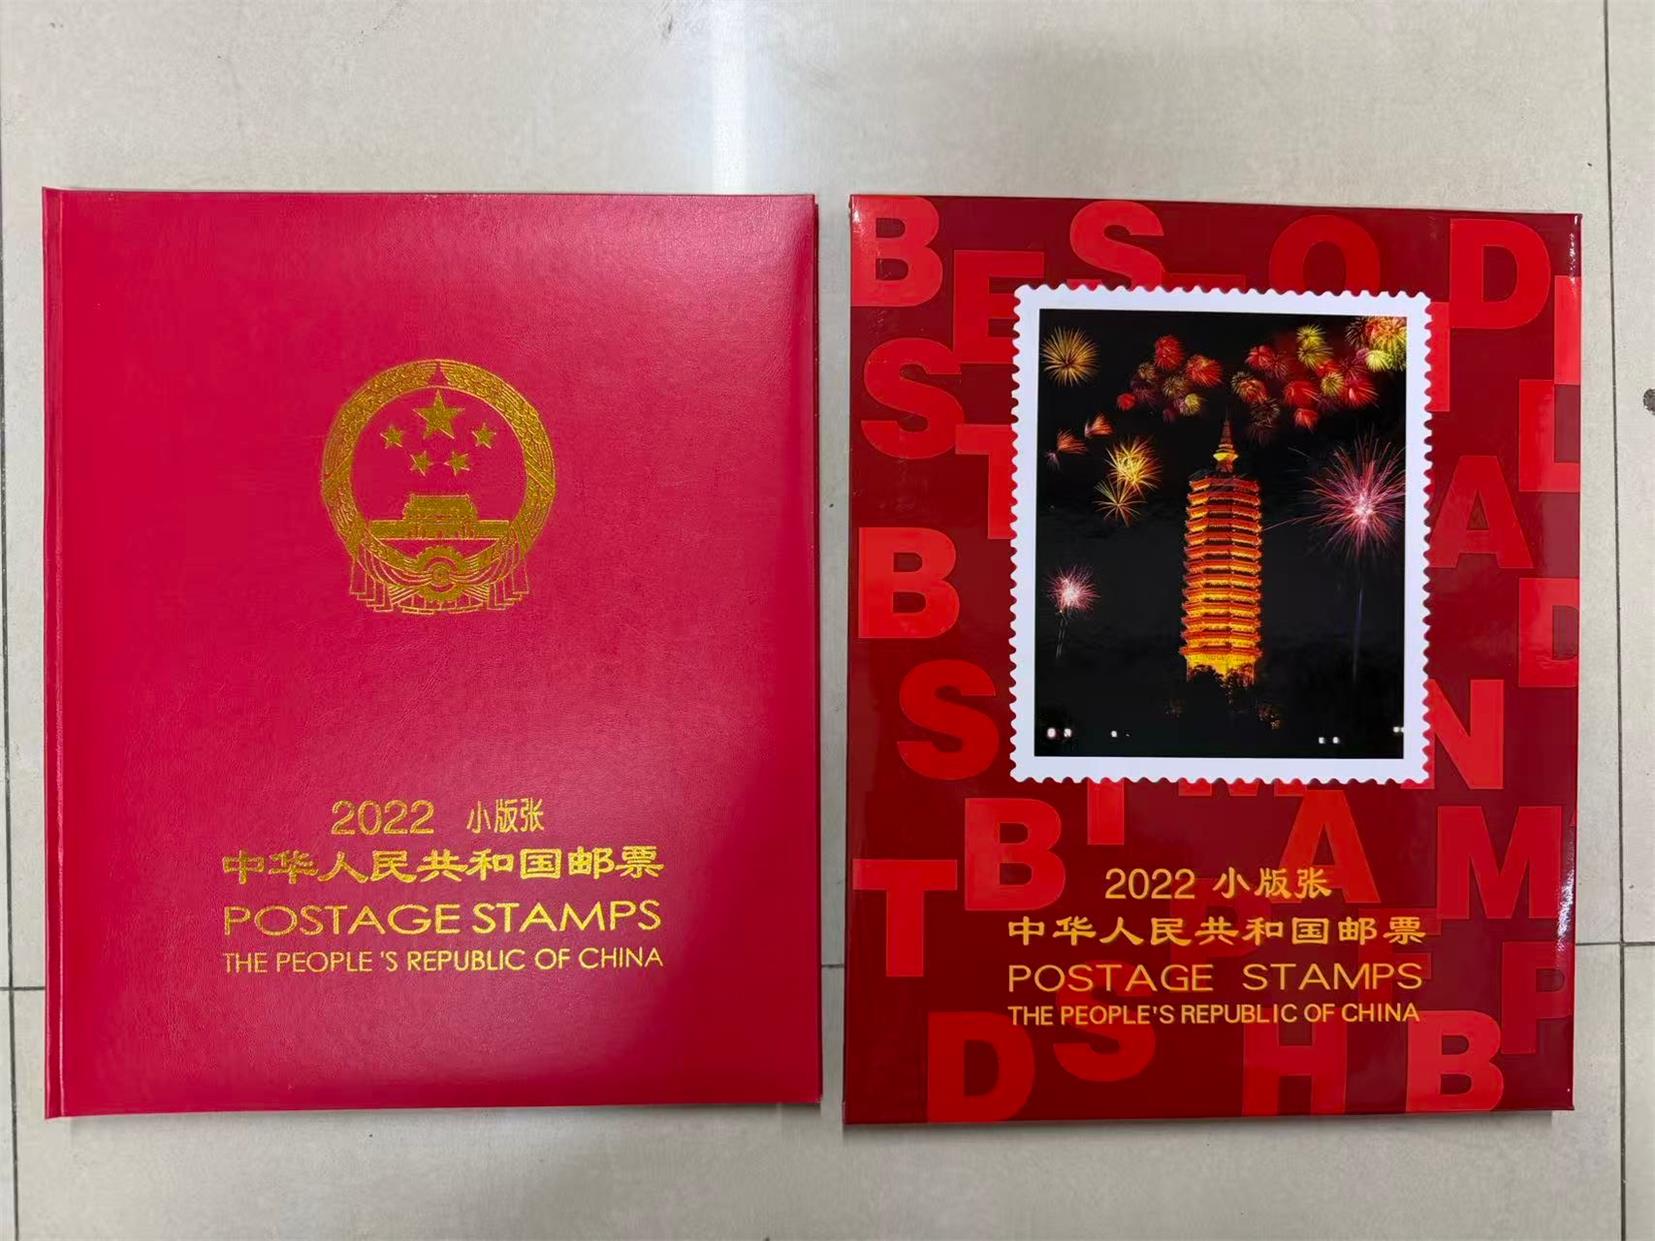 2022 小版张
中华人民共和国邮票
POSTAGE STAMPS
THE PEOPLE'S REPUBLIC OF CHINA
B
E
S
O
D
S
T
L
A
B
D
S
N
B
A
M
T
P
D
S
H
B
2022 小版张
中华人民共和国邮票
POSTAGE STAMPS
THE PEOPLE'S REPUBLIC OF CHINA